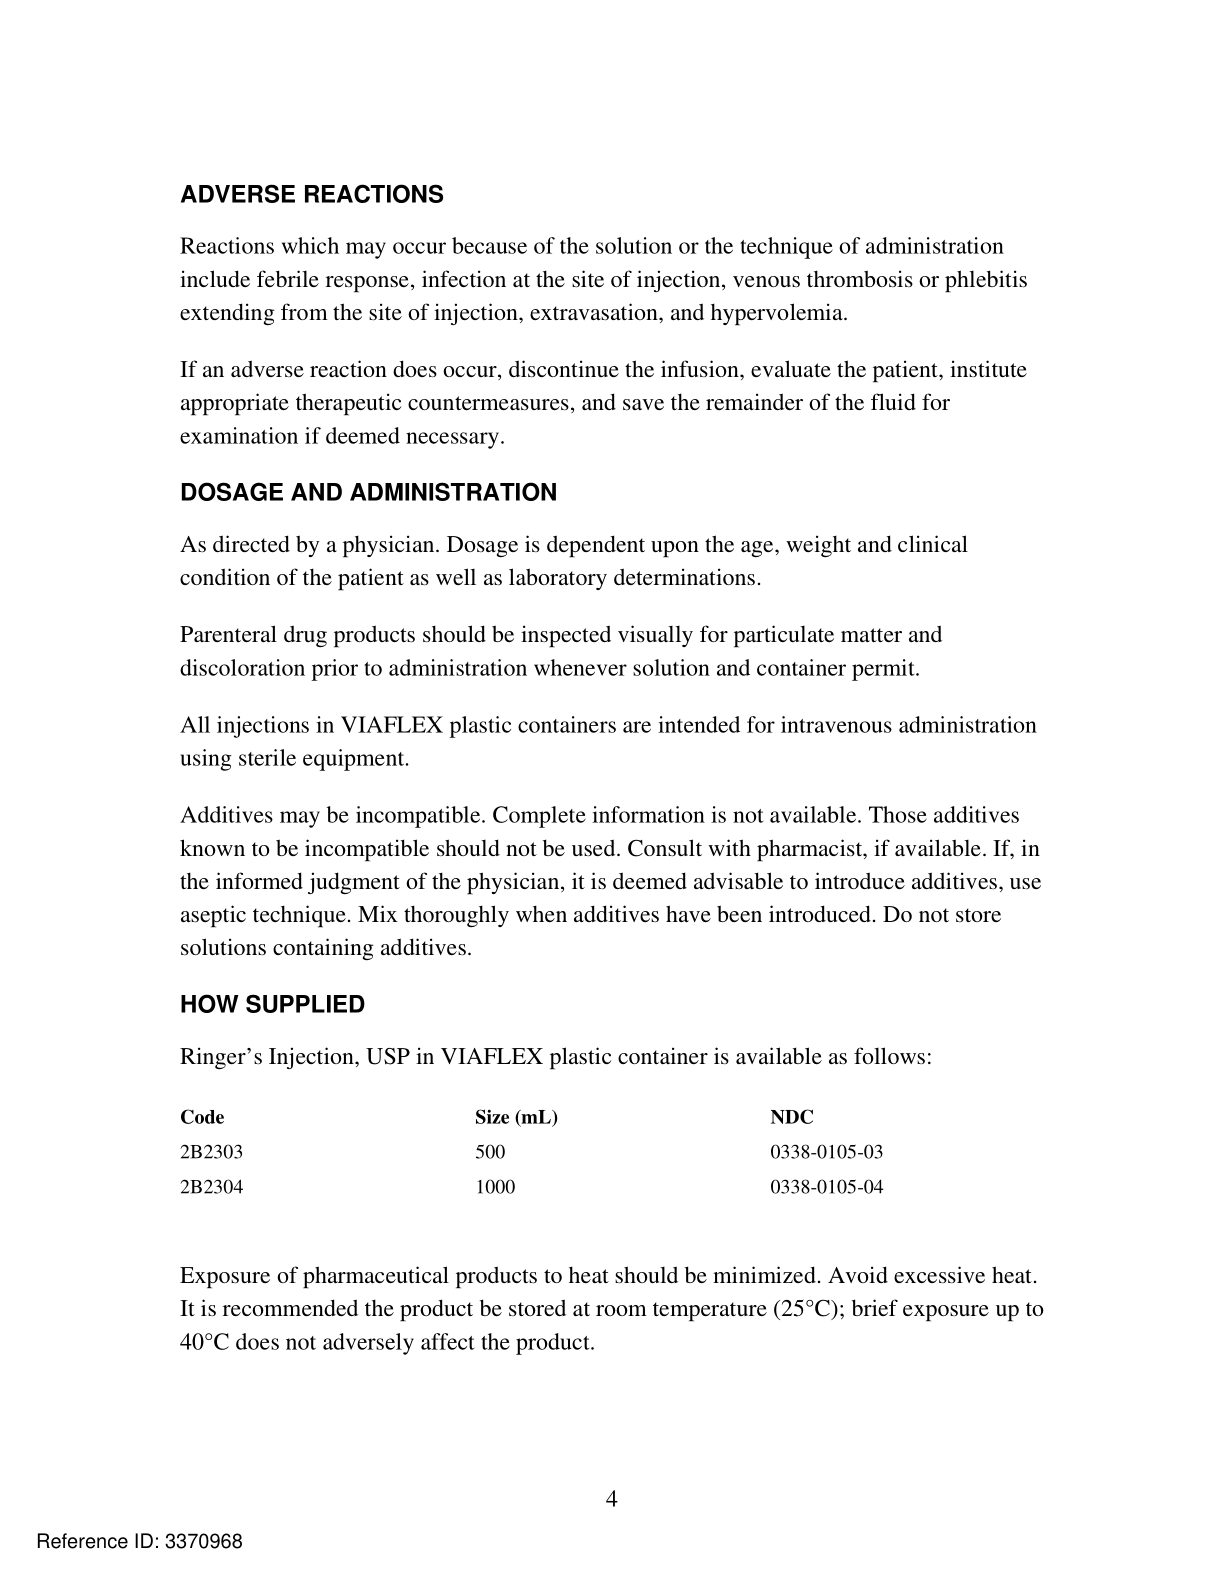 ADVERSE REACTIONS
Reactions which may occur because of the solution or the technique of administration
include febrile response, infection at the site of injection, venous thrombosis or phlebitis
extending from the site of injection, extravasation, and hypervolemia.
If an adverse reaction does occur, discontinue the infusion, evaluate the patient, institute
appropriate therapeutic countermeasures, and save the remainder of the fluid for
examination if deemed necessary.
DOSAGE AND ADMINISTRATION
As directed by a physician. Dosage is dependent upon the age, weight and clinical
condition of the patient as well as laboratory determinations.
Parenteral drug products should be inspected visually for particulate matter and
discoloration prior to administration whenever solution and container permit.
All injections in VIAFLEX plastic containers are intended for intravenous administration
using sterile equipment.
Additives may be incompatible. Complete information is not available. Those additives
known to be incompatible should not be used. Consult with pharmacist, if available. If, in
the informed judgment of the physician, it is deemed advisable to introduce additives, use
aseptic technique. Mix thoroughly when additives have been introduced. Do not store
solutions containing additives.
HOW SUPPLIED
Ringer’s Injection, USP in VIAFLEX plastic container is available as follows:
Code Size (mL) NDC
2B2303 500 0338-0105-03
2B2304 1000 0338-0105-04
Exposure of pharmaceutical products to heat should be minimized. Avoid excessive heat.
It is recommended the product be stored at room temperature (25°C); brief exposure up to
40°C does not adversely affect the product.
4
Reference ID: 3370968